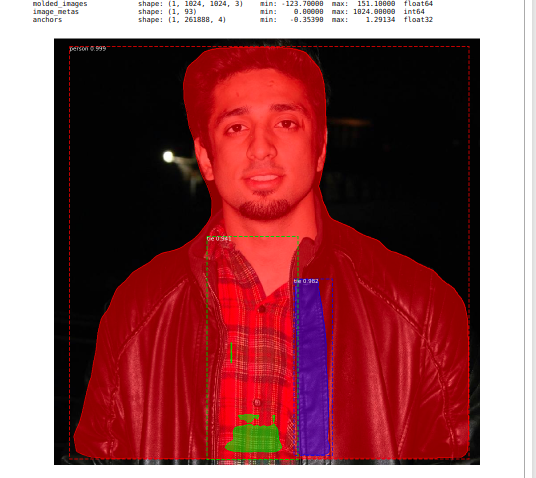 molded_images shape: (1, 1024, 1024, 3) min: -123.70000 max: 151.10000 float64
image_metas shape: (1, 93) min: 0.00000 max: 1024.00000 int64
anchors shape: (1, 261888, 4) min: -0.35390 max: 1.29134 float32
person 0.999
tie 0.941
tie 0.982